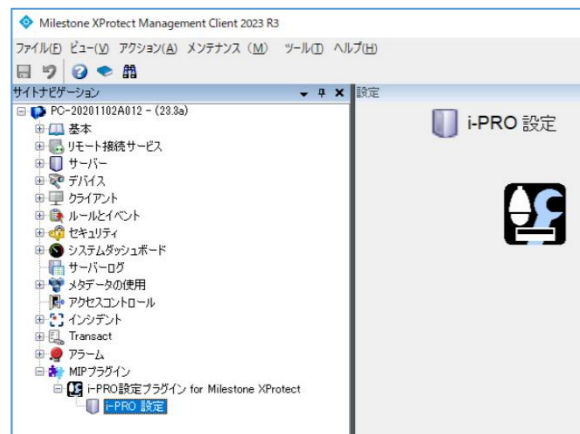 Milestone XProtect Management Client 2023 R3
ファイル(F) ビュー(V) アクション(A) メンテナンス (M) ツール(T) ヘルプ(H)
サイトナビゲーション
設定
PC-20201102A012 - (23.3a)
基本
リモート接続サービス
サーバー
デバイス
クライアント
ルールとイベント
セキュリティ
システムダッシュボード
サーバーログ
メタデータの使用
アクセスコントロール
インシデント
Transact
アラーム
MIPプラグイン
i-PRO設定プラグイン for Milestone XProtect
i-PRO 設定
i-PRO 設定